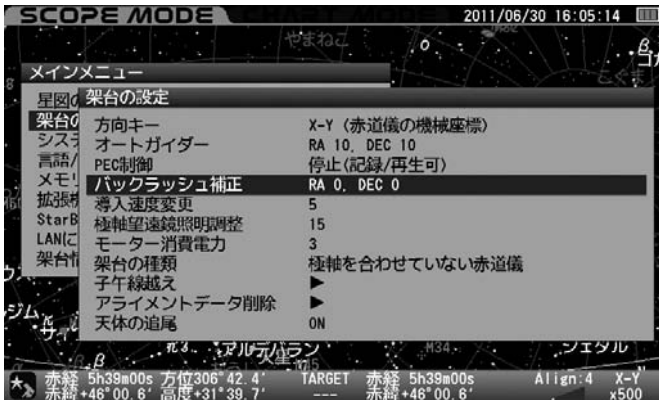 SCOPE MODE
2011/06/30 16:05:14
やまねこ
メインメニュー
架台の設定
星図の
架台の
システ
言語/
メモリ
拡張機
StarB
LANに
架台情
方向キー X-Y (赤道儀の機械座標)
オートガイダー RA 10, DEC 10
PEC制御 停止(記録/再生可)
バックラッシュ補正 RA 0, DEC 0
導入速度変更 5
極軸望遠鏡照明調整 15
モーター消費電力 3
架台の種類 極軸を合わせていない赤道儀
子午線越え ▶
アライメントデータ削除 ▶
天体の追尾 ON
アルデバラン
M34
赤経 5h39m00s 方位306°42.4' TARGET 赤経 5h39m00s Align:4 X-Y
赤緯+46°00.6' 高度+31°39.7' --- 赤緯+46°00.6' x500